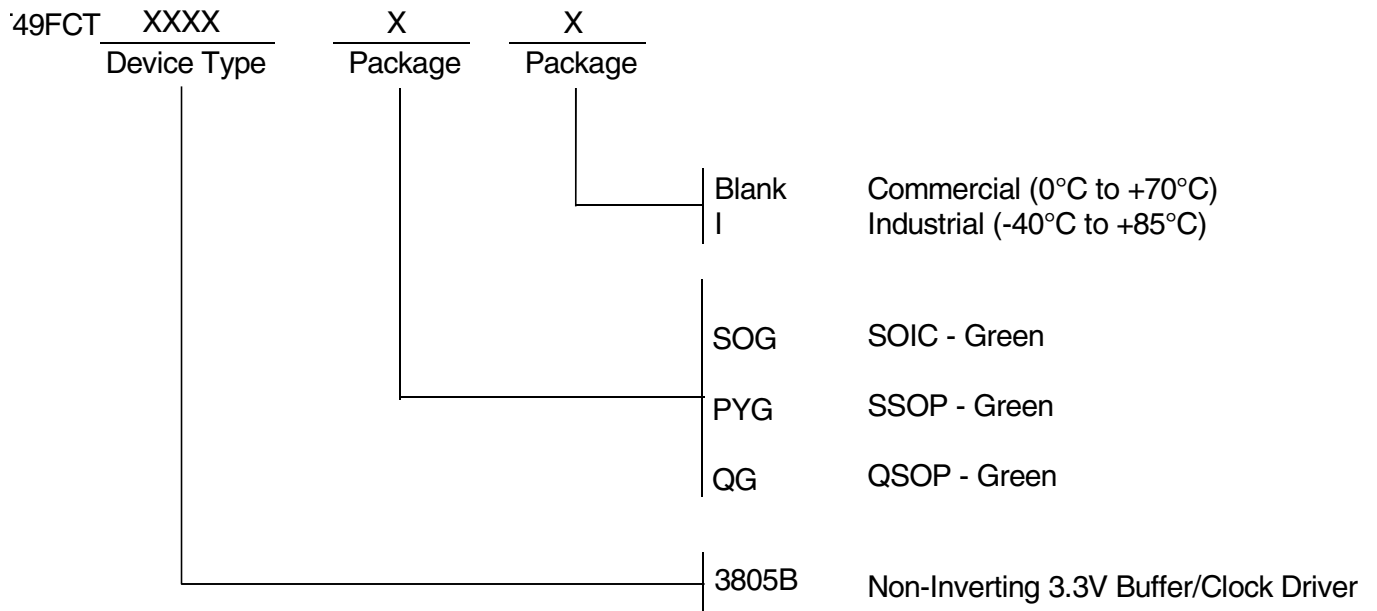 49FCT XXXX X X
Device Type Package Package
Blank Commercial (0°C to +70°C)
I Industrial (-40°C to +85°C)
SOG SOIC - Green
PYG SSOP - Green
QG QSOP - Green
3805B Non-Inverting 3.3V Buffer/Clock Driver